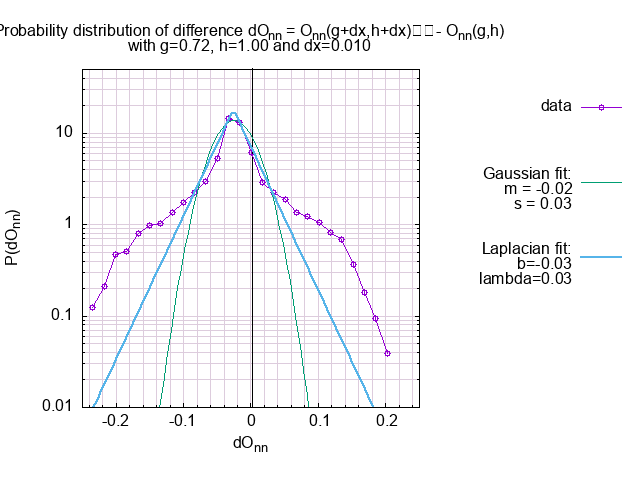 Probability distribution of difference dOnn = Onn(g+dx,h+dx)□□- Onn(g,h)
with g=0.72, h=1.00 and dx=0.010
data
Gaussian fit:
m = -0.02
s = 0.03
Laplacian fit:
b=-0.03
lambda=0.03
P(dOnn)
10
1
0.1
0.01
-0.2 -0.1 0 0.1 0.2
dOnn